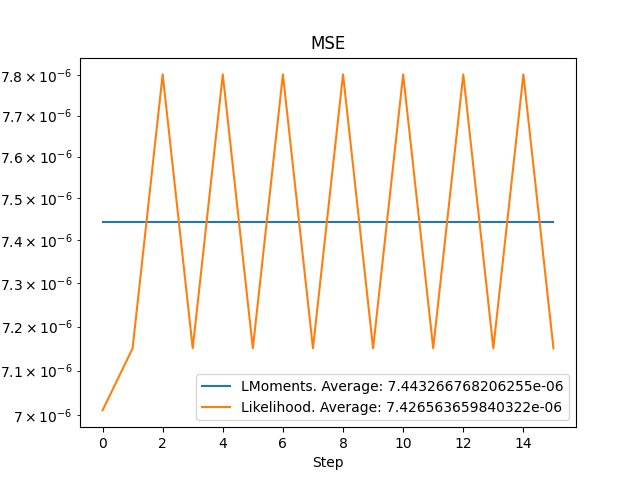 MSE
7.8 × 10⁻⁶
7.7 × 10⁻⁶
7.6 × 10⁻⁶
7.5 × 10⁻⁶
7.4 × 10⁻⁶
7.3 × 10⁻⁶
7.2 × 10⁻⁶
7.1 × 10⁻⁶
7 × 10⁻⁶
LMoments. Average: 7.443266768206255e-06
Likelihood. Average: 7.426563659840322e-06
0 2 4 6 8 10 12 14
Step